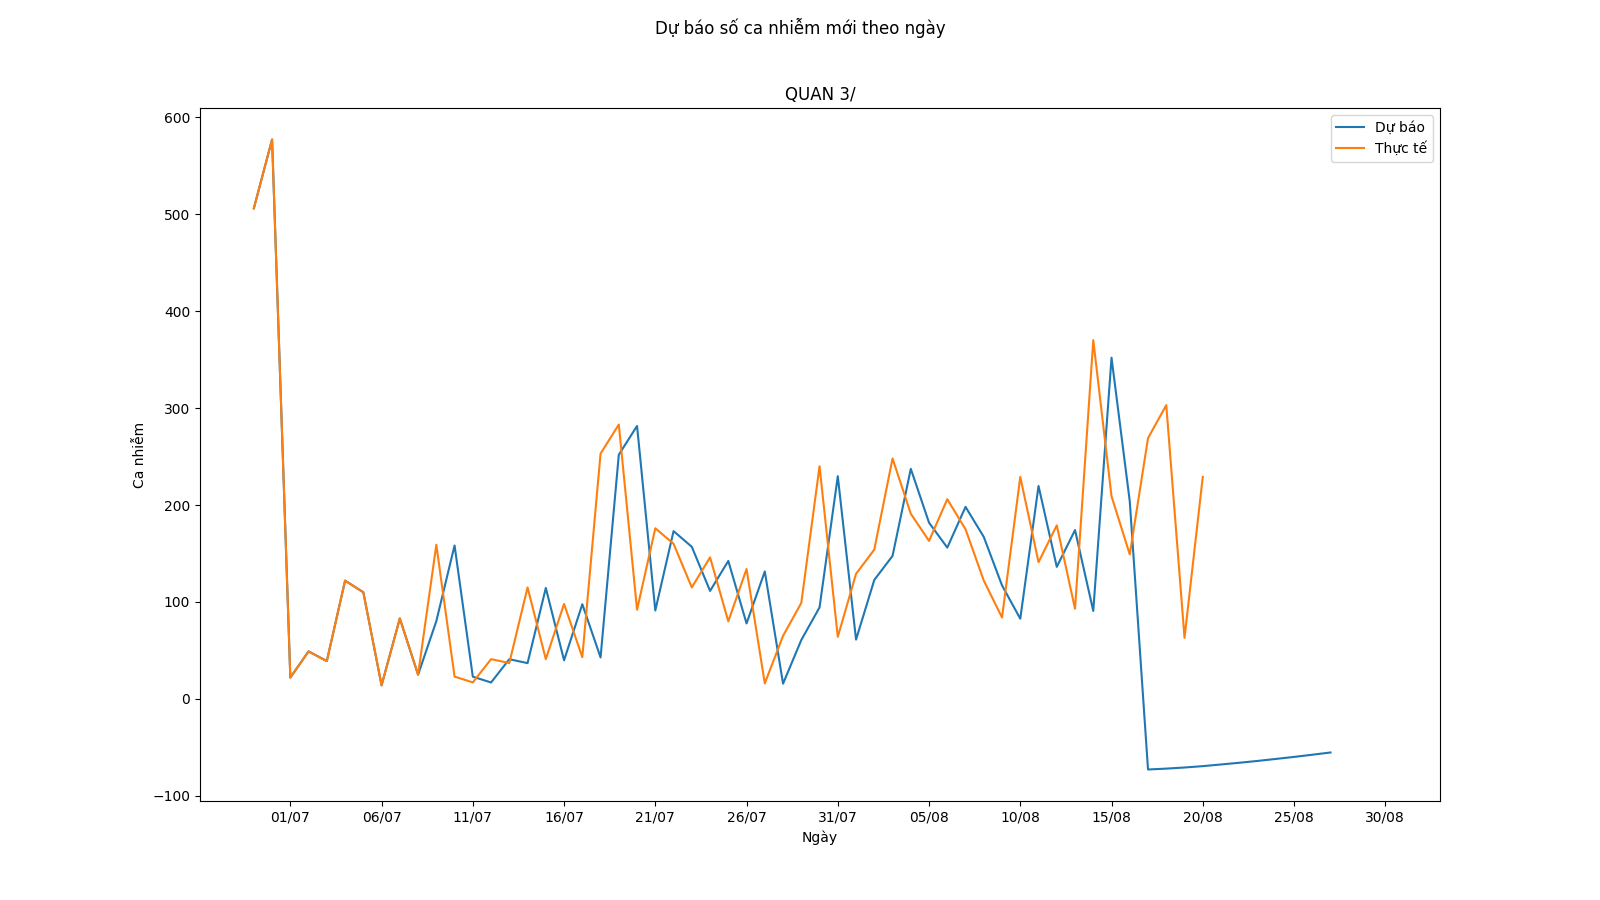 Dự báo số ca nhiễm mới theo ngày
QUAN 3/
Dự báo
Thực tế
600
500
400
300
200
100
0
−100
Ca nhiễm
01/07 06/07 11/07 16/07 21/07 26/07 31/07 05/08 10/08 15/08 20/08 25/08 30/08
Ngày